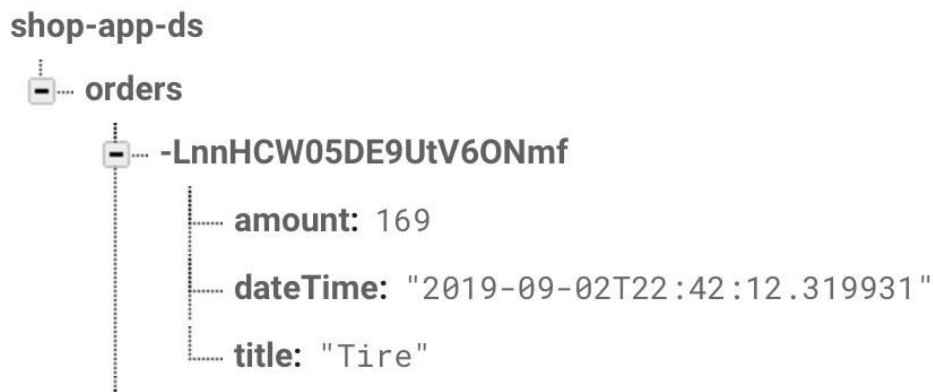 shop-app-ds
orders
-LnnHCW05DE9UtV6ONmf
amount: 169
dateTime: "2019-09-02T22:42:12.319931"
title: "Tire"